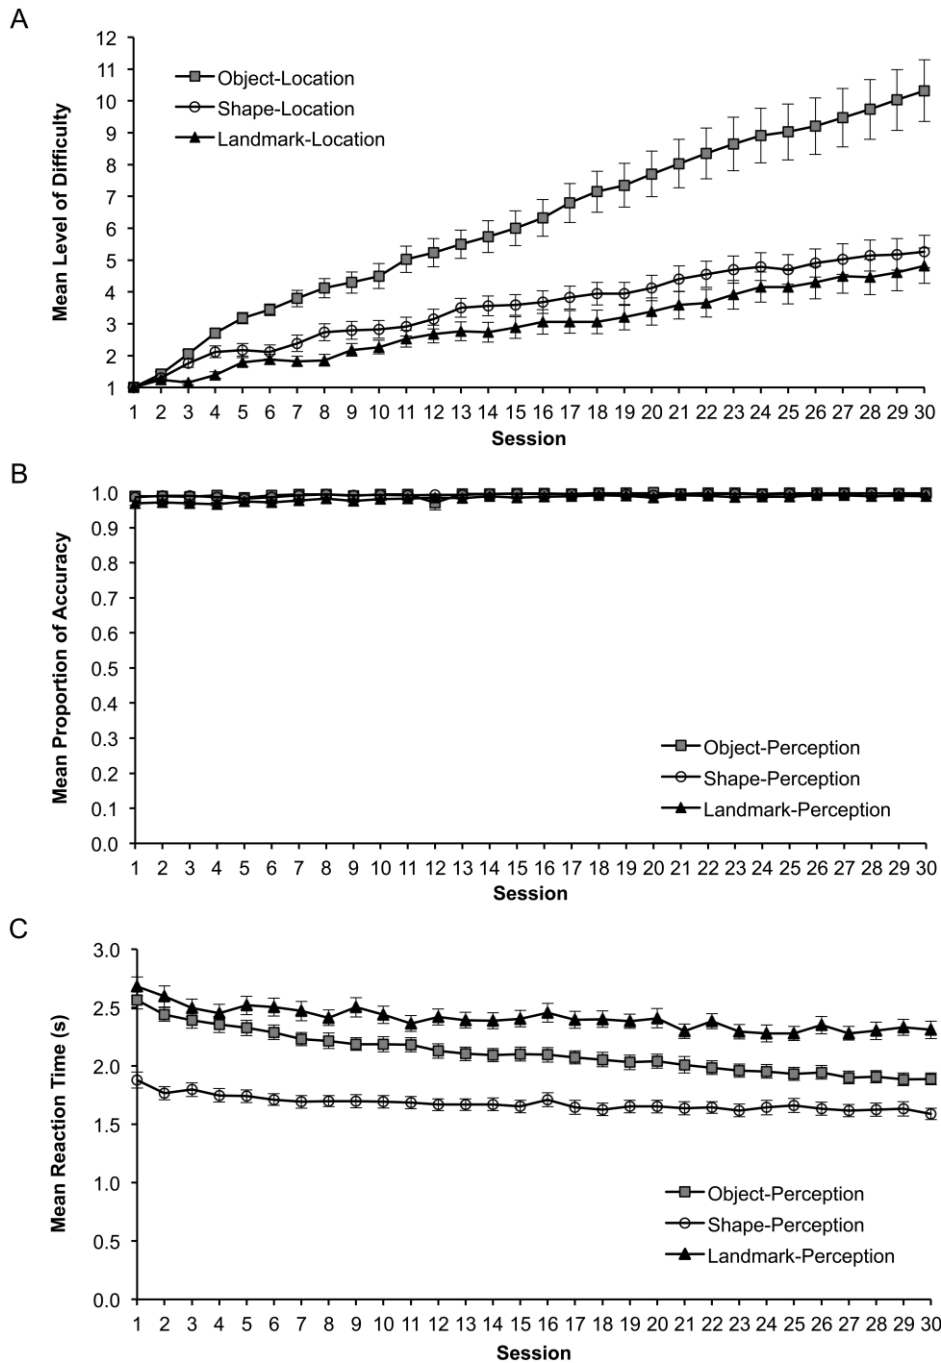 A
12
11
10
9
8
7
6
5
4
3
2
1
Mean Level of Difficulty
Object-Location
Shape-Location
Landmark-Location
1 2 3 4 5 6 7 8 9 10 11 12 13 14 15 16 17 18 19 20 21 22 23 24 25 26 27 28 29 30
Session
B
1.0
0.9
0.8
0.7
0.6
0.5
0.4
0.3
0.2
0.1
0.0
Mean Proportion of Accuracy
Object-Perception
Shape-Perception
Landmark-Perception
1 2 3 4 5 6 7 8 9 10 11 12 13 14 15 16 17 18 19 20 21 22 23 24 25 26 27 28 29 30
Session
C
3.0
2.5
2.0
1.5
1.0
0.5
0.0
Mean Reaction Time (s)
Object-Perception
Shape-Perception
Landmark-Perception
1 2 3 4 5 6 7 8 9 10 11 12 13 14 15 16 17 18 19 20 21 22 23 24 25 26 27 28 29 30
Session